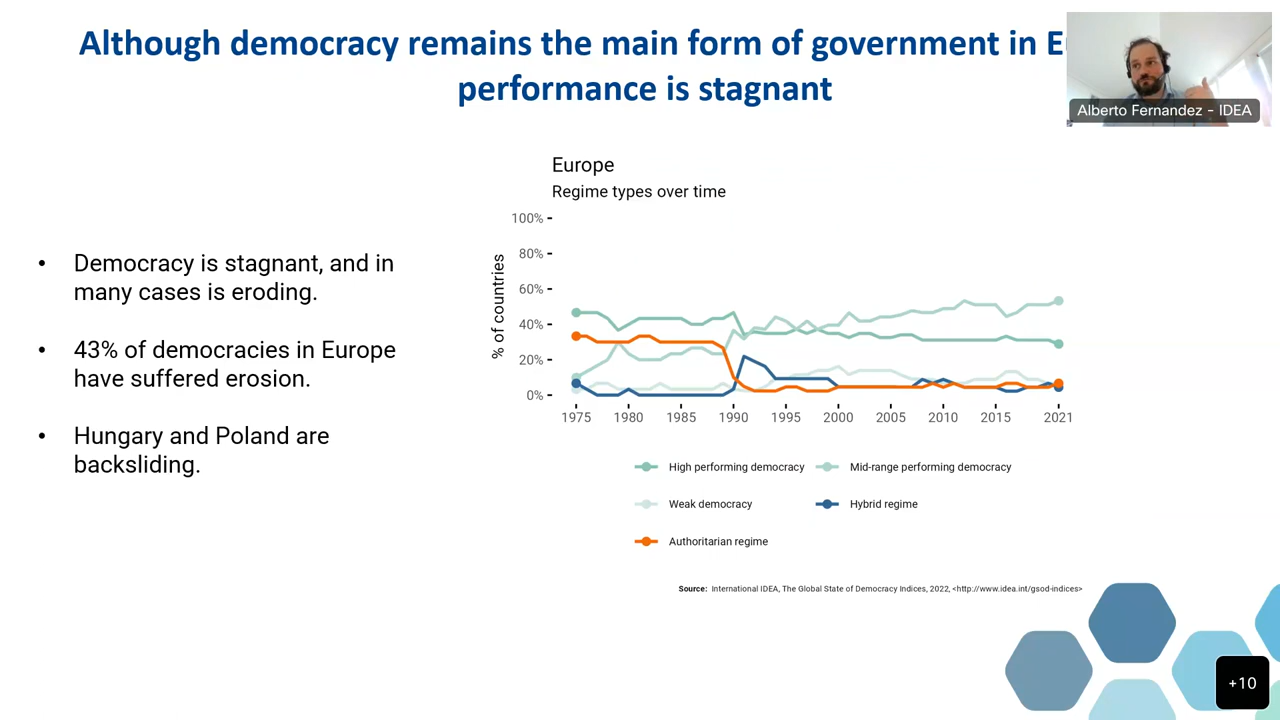 Although democracy remains the main form of government in E
performance is stagnant
Alberto Fernandez - IDEA
• Democracy is stagnant, and in
many cases is eroding.
• 43% of democracies in Europe
have suffered erosion.
• Hungary and Poland are
backsliding.
Europe
Regime types over time
% of countries
100%
80%
60%
40%
20%
0%
1975 1980 1985 1990 1995 2000 2005 2010 2015 2021
High performing democracy Mid-range performing democracy
Weak democracy Hybrid regime
Authoritarian regime
Source: International IDEA, The Global State of Democracy Indices, 2022, <http://www.idea.int/gsod-indices>
+10